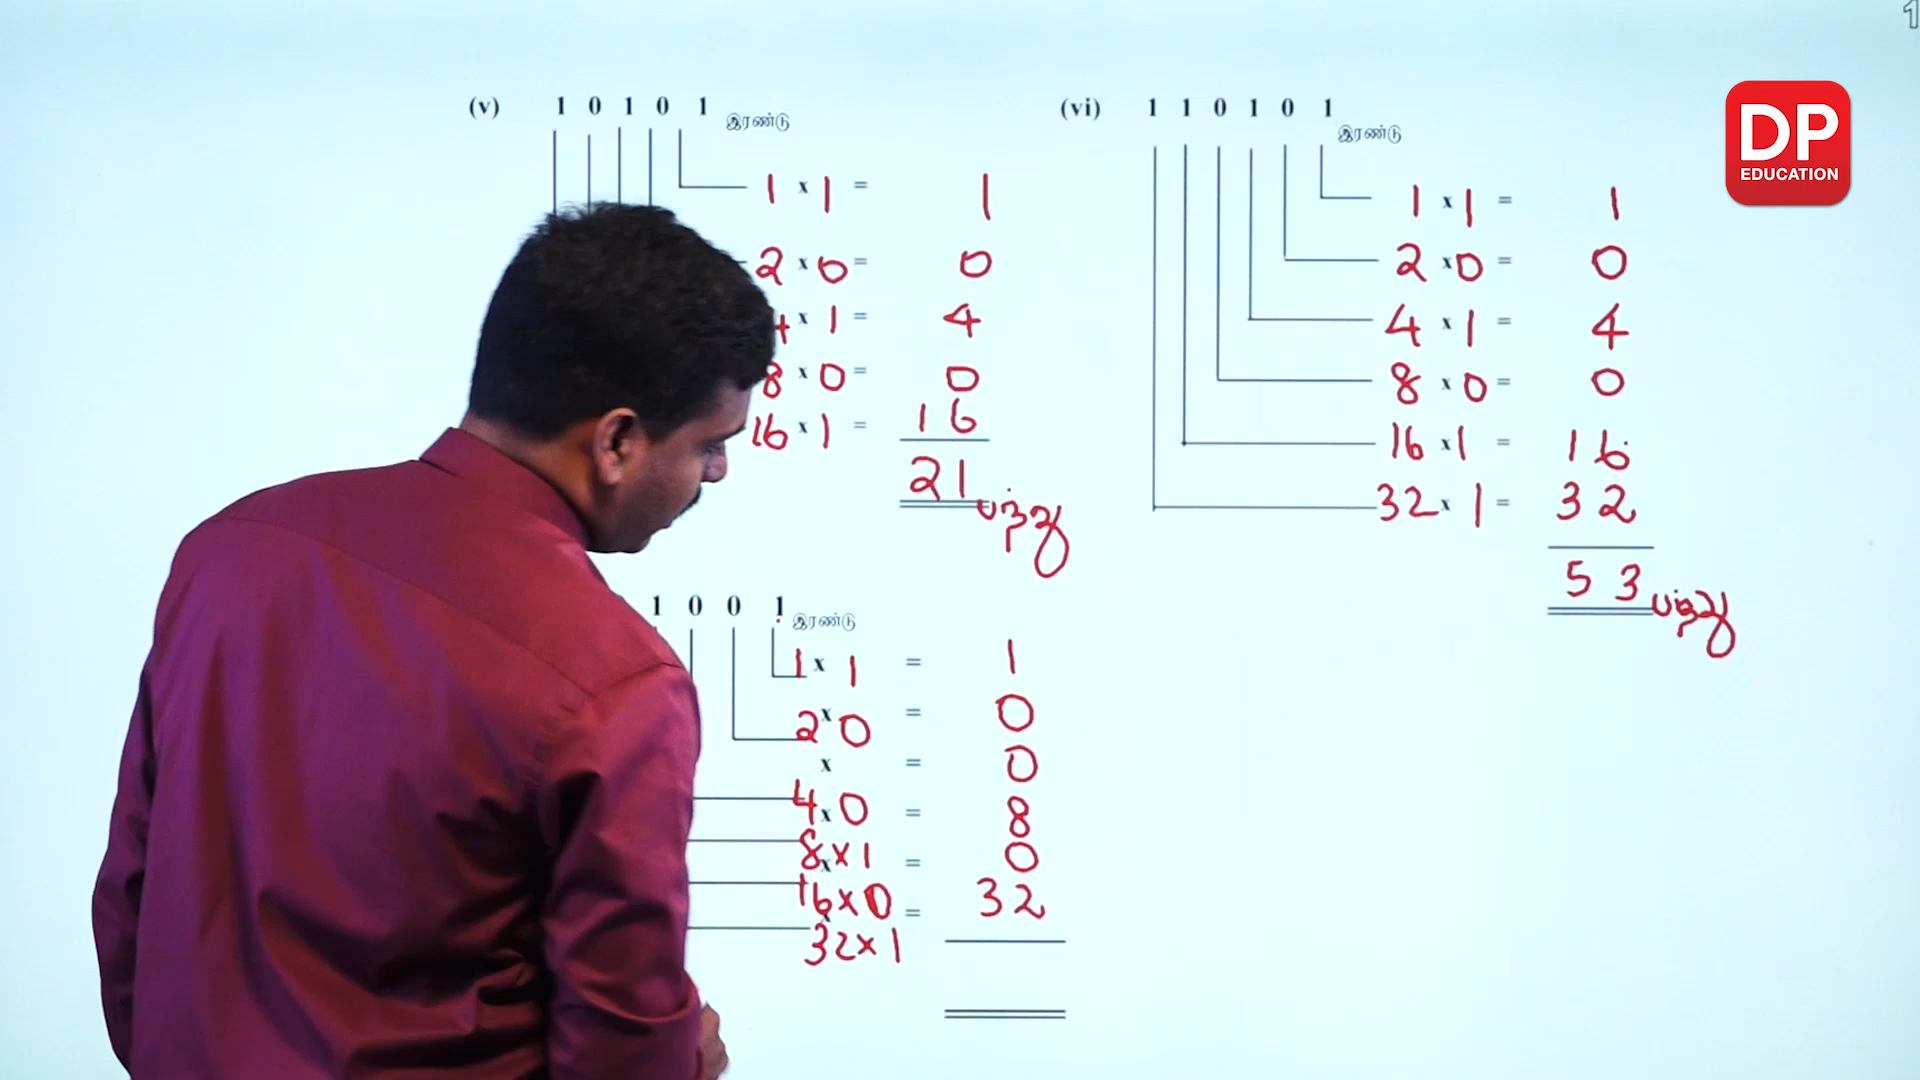 1
DP
EDUCATION
(v) 1 0 1 0 1 இரண்டு
1 x 1 = 1
2 x 0 = 0
4 x 1 = 4
8 x 0 = 0
16 x 1 = 16
21 பத்து
(vi) 1 1 0 1 0 1 இரண்டு
1 x 1 = 1
2 x 0 = 0
4 x 1 = 4
8 x 0 = 0
16 x 1 = 16
32 x 1 = 32
53 பத்து
1 0 0 1 இரண்டு
1 x 1 = 1
2 x 0 = 0
4 x 0 = 0
8 x 1 = 8
16 x 0 = 0
32 x 1 = 32